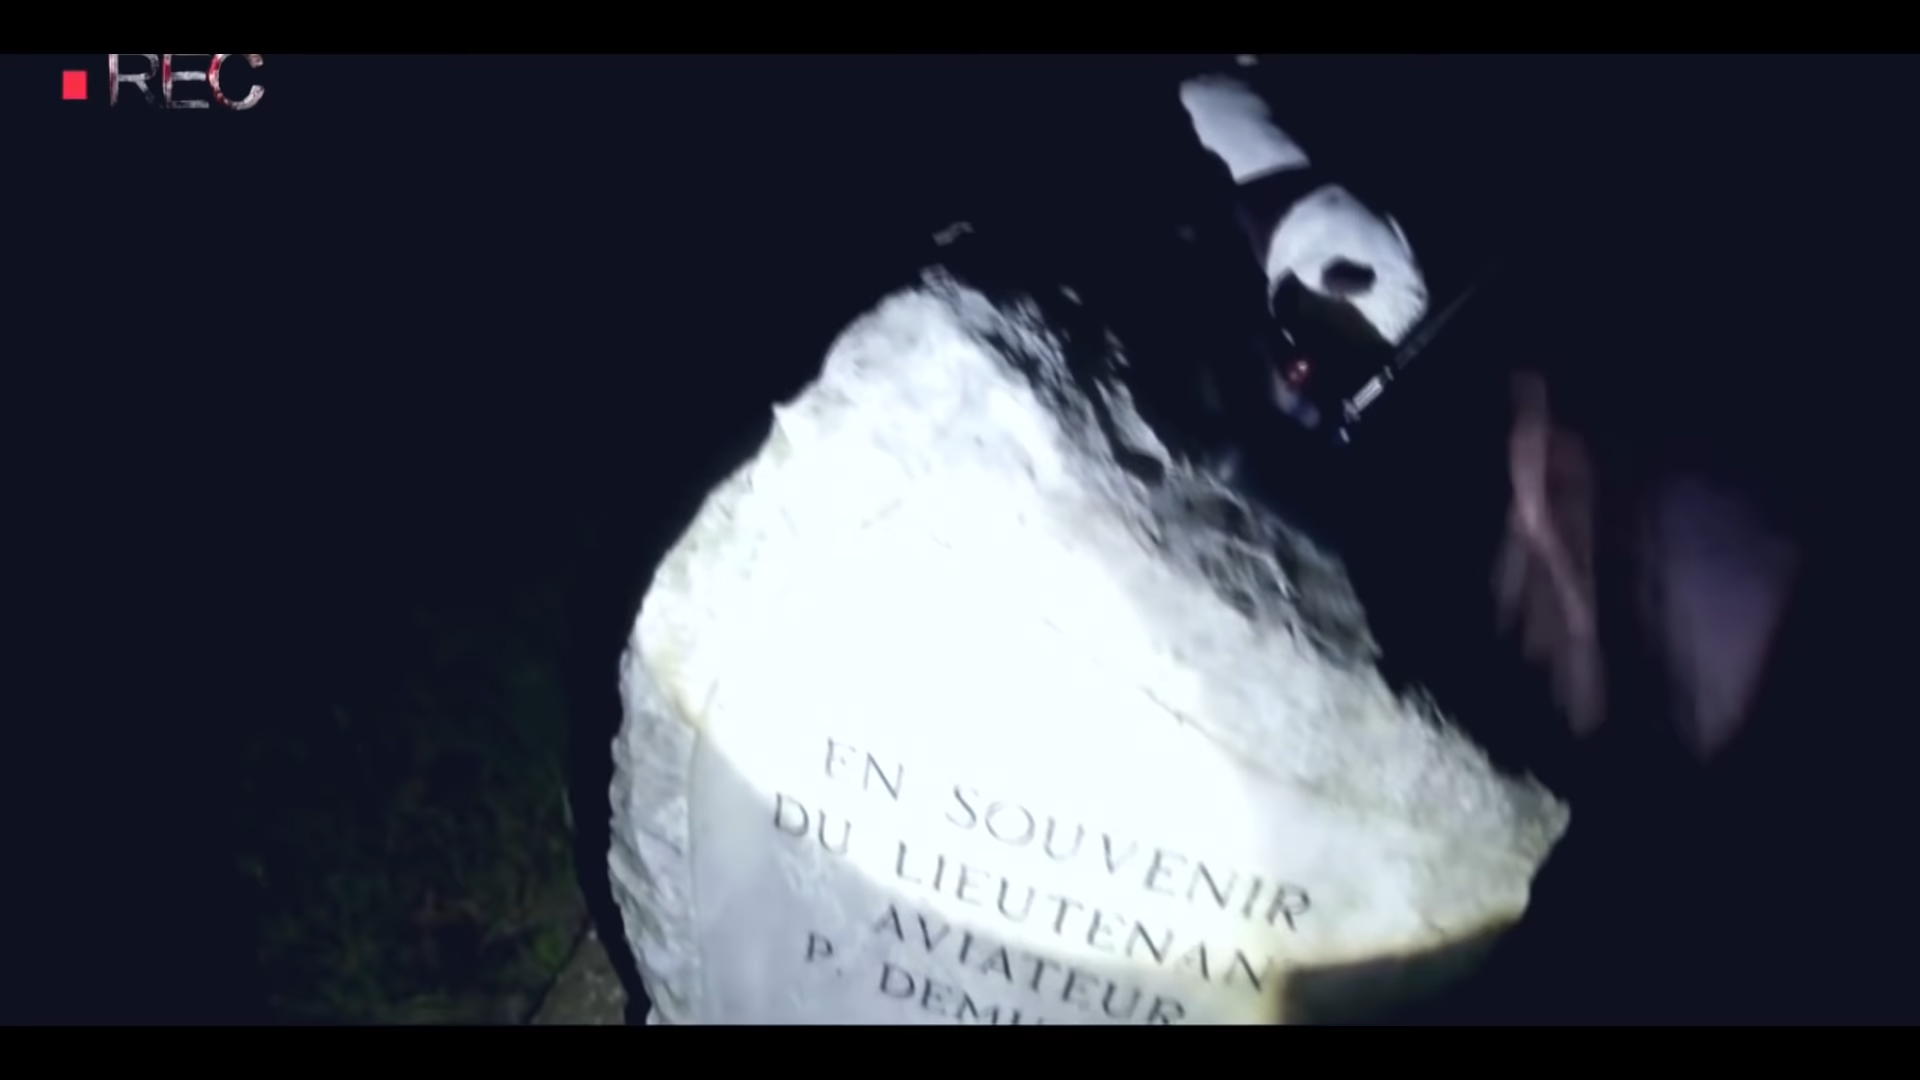 REC
EN SOUVENIR
DU LIEUTENAN
AVIATEUR
P.